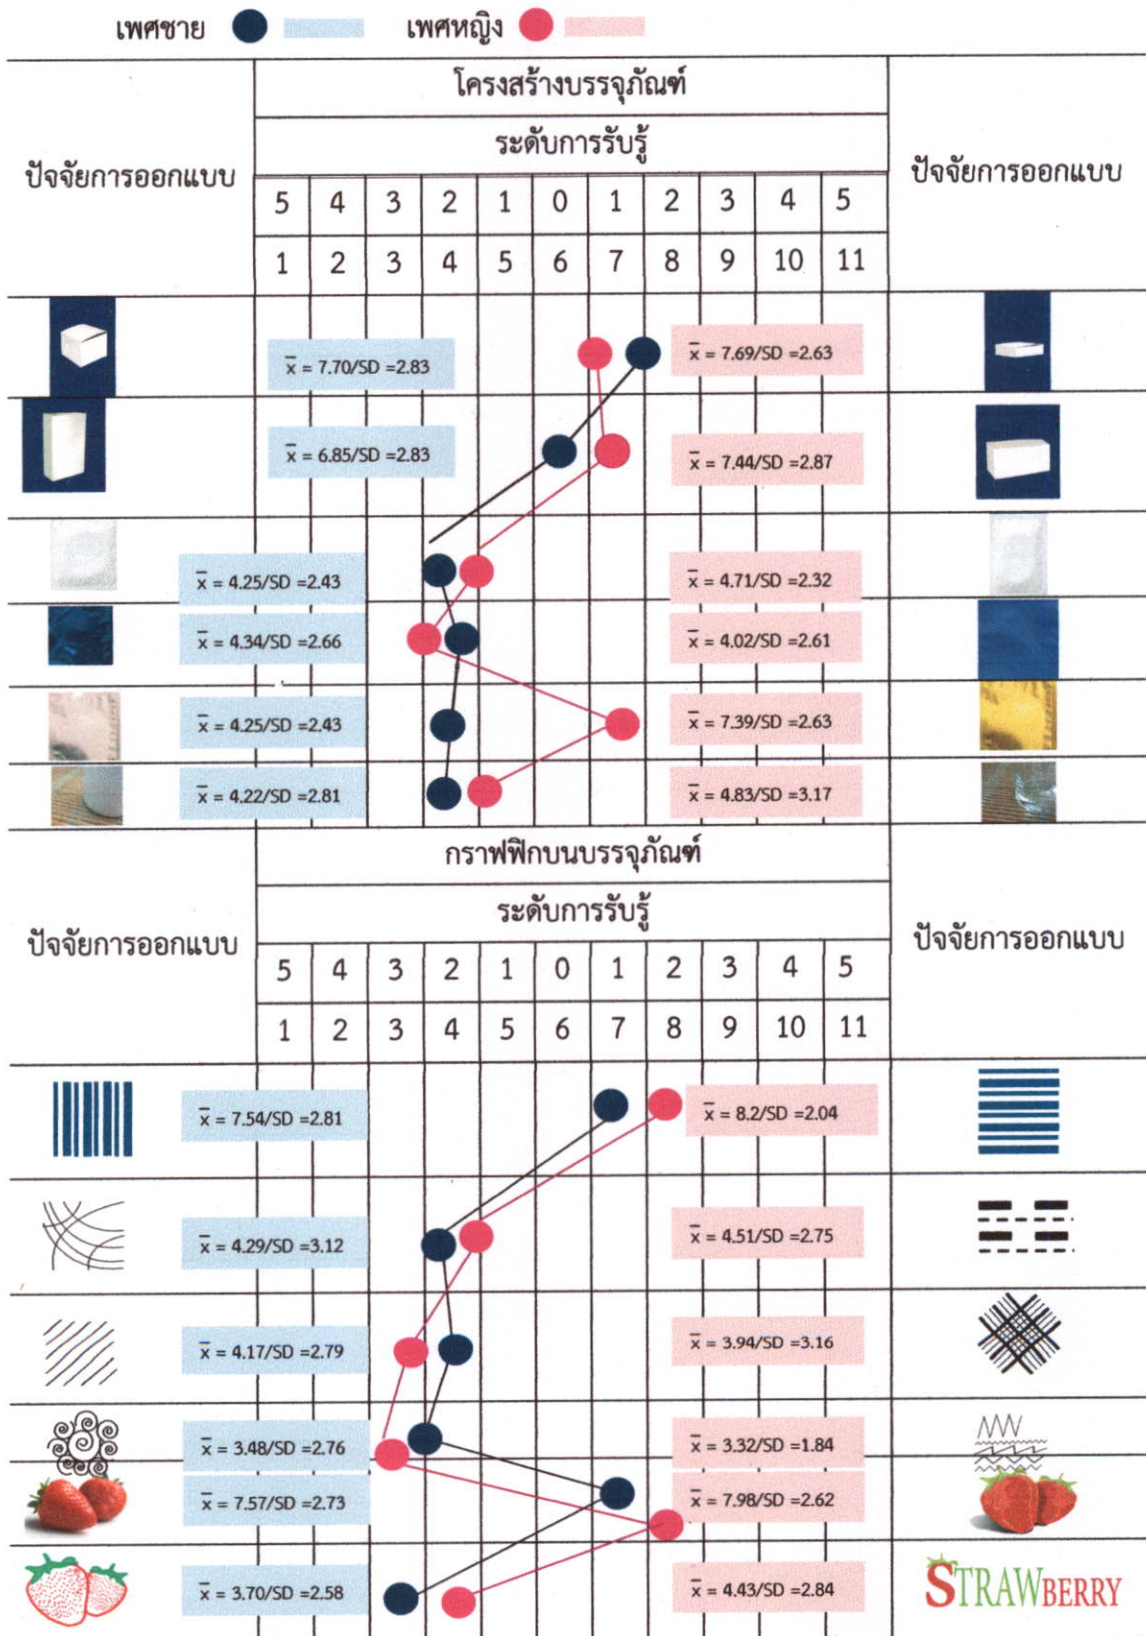 เพศชาย เพศหญิง
โครงสร้างบรรจุภัณฑ์
ระดับการรับรู้
ปัจจัยการออกแบบ ปัจจัยการออกแบบ
5 4 3 2 1 0 1 2 3 4 5
1 2 3 4 5 6 7 8 9 10 11
x̄ = 7.70/SD =2.83 x̄ = 7.69/SD =2.63
x̄ = 6.85/SD =2.83 x̄ = 7.44/SD =2.87
x̄ = 4.25/SD =2.43 x̄ = 4.71/SD =2.32
x̄ = 4.34/SD =2.66 x̄ = 4.02/SD =2.61
x̄ = 4.25/SD =2.43 x̄ = 7.39/SD =2.63
x̄ = 4.22/SD =2.81 x̄ = 4.83/SD =3.17
กราฟฟิกบนบรรจุภัณฑ์
ระดับการรับรู้
ปัจจัยการออกแบบ ปัจจัยการออกแบบ
5 4 3 2 1 0 1 2 3 4 5
1 2 3 4 5 6 7 8 9 10 11
x̄ = 7.54/SD =2.81 x̄ = 8.2/SD =2.04
x̄ = 4.29/SD =3.12 x̄ = 4.51/SD =2.75
x̄ = 4.17/SD =2.79 x̄ = 3.94/SD =3.16
x̄ = 3.48/SD =2.76 x̄ = 3.32/SD =1.84
x̄ = 7.57/SD =2.73 x̄ = 7.98/SD =2.62
x̄ = 3.70/SD =2.58 x̄ = 4.43/SD =2.84
STRAWBERRY